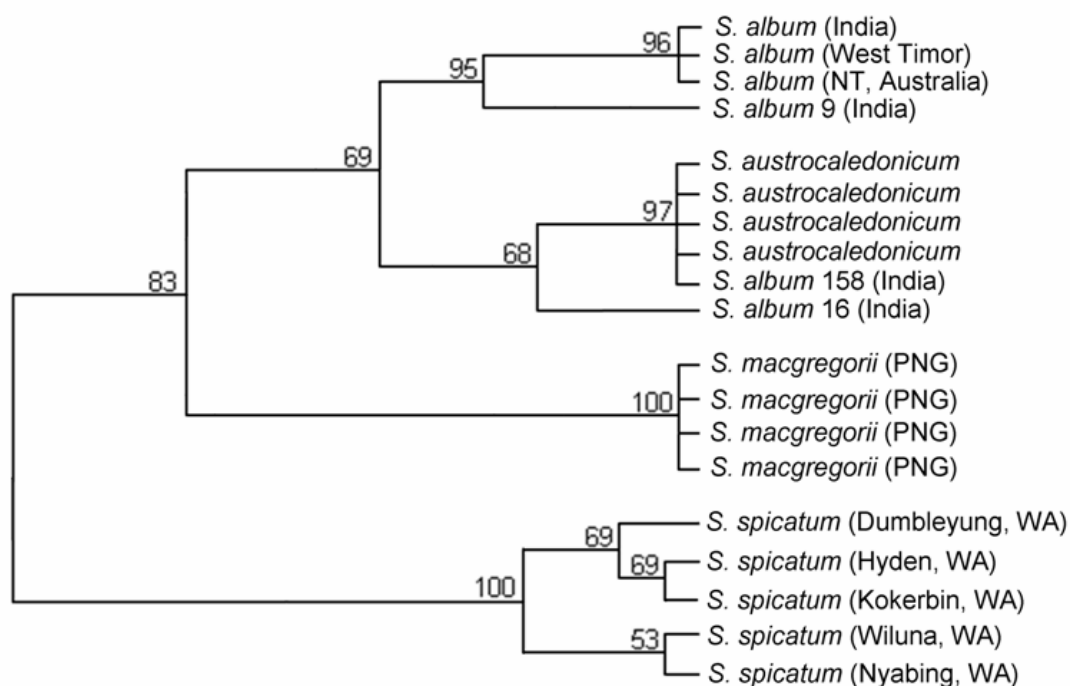 S. album (India)
96
S. album (West Timor)
95
S. album (NT, Australia)
S. album 9 (India)
69
S. austrocaledonicum
S. austrocaledonicum
97
S. austrocaledonicum
68
S. austrocaledonicum
83
S. album 158 (India)
S. album 16 (India)
S. macgregorii (PNG)
100
S. macgregorii (PNG)
S. macgregorii (PNG)
S. macgregorii (PNG)
S. spicatum (Dumbleyung, WA)
69
69
S. spicatum (Hyden, WA)
100
S. spicatum (Kokerbin, WA)
53
S. spicatum (Wiluna, WA)
S. spicatum (Nyabing, WA)